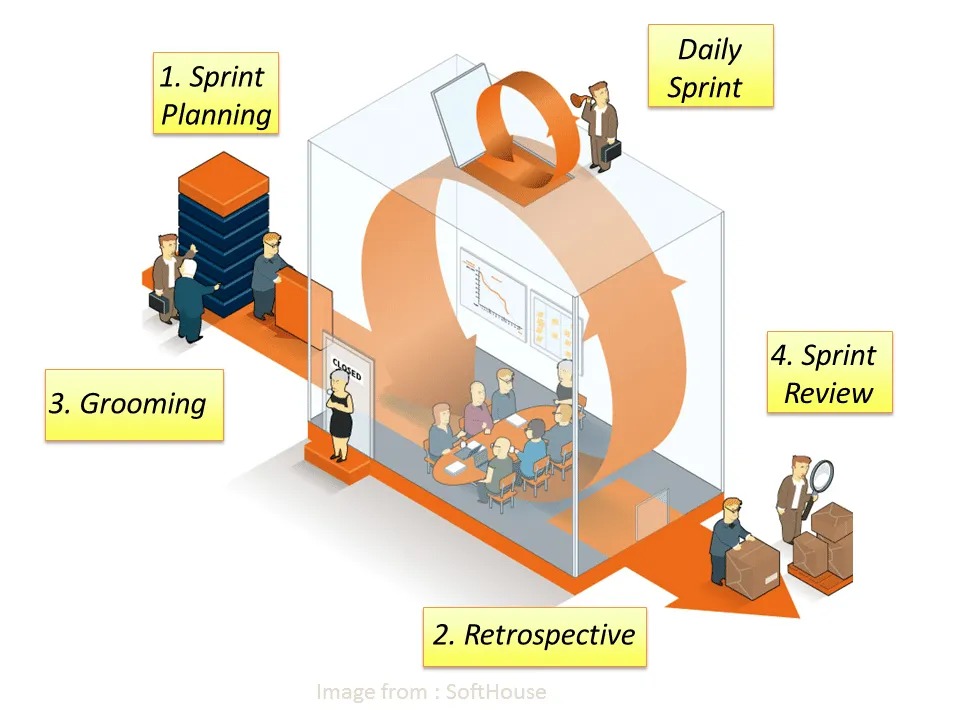 1. Sprint
Planning
Daily
Sprint
CLOSED
3. Grooming
4. Sprint
Review
2. Retrospective
Image from : SoftHouse